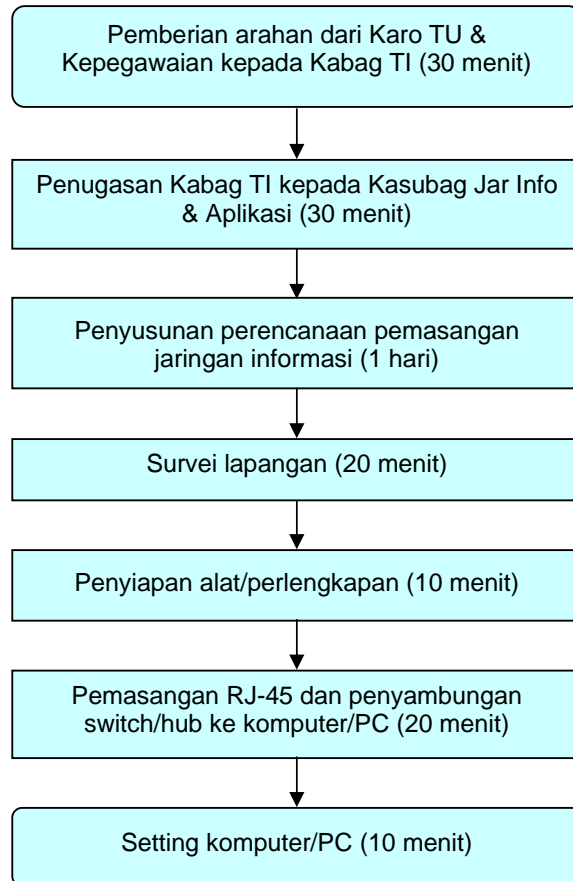 Pemberian arahan dari Karo TU &
Kepegawaian kepada Kabag TI (30 menit)
Penugasan Kabag TI kepada Kasubag Jar Info
& Aplikasi (30 menit)
Penyusunan perencanaan pemasangan
jaringan informasi (1 hari)
Survei lapangan (20 menit)
Penyiapan alat/perlengkapan (10 menit)
Pemasangan RJ-45 dan penyambungan
switch/hub ke komputer/PC (20 menit)
Setting komputer/PC (10 menit)